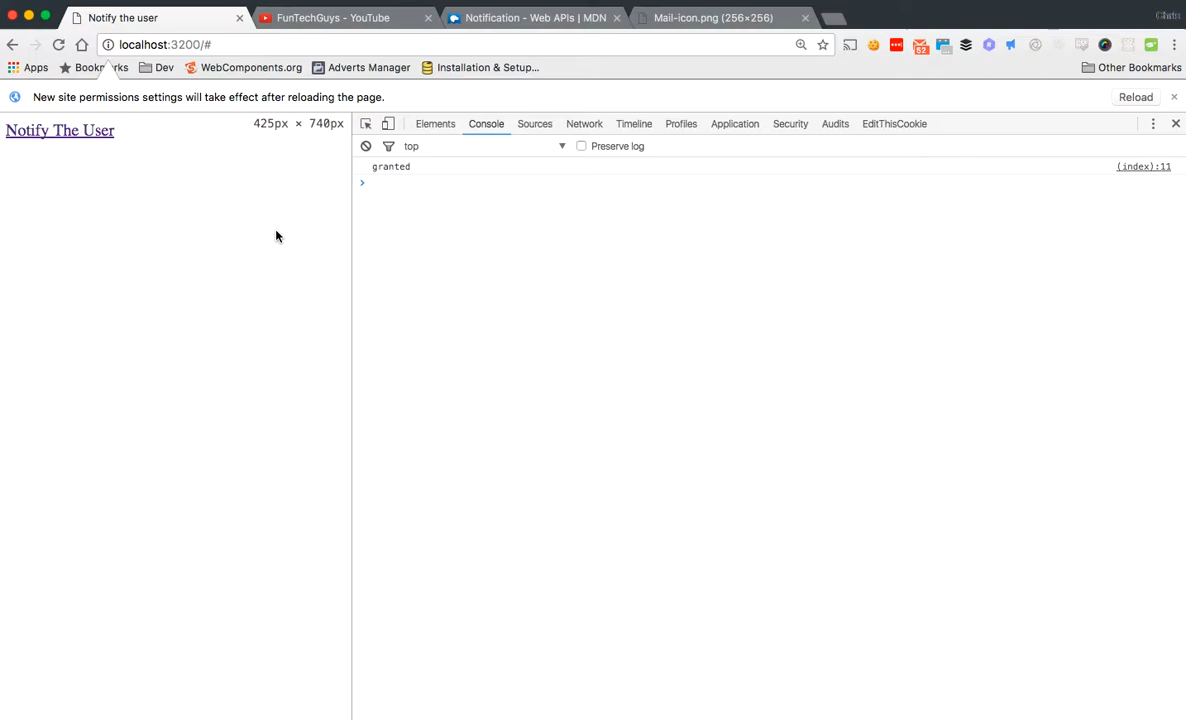 Notify the user
FunTechGuys - YouTube
Notification - Web APIs | MDN
Mail-icon.png (256×256)
Chris
localhost:3200/#
52
Apps
Bookmarks
Dev
WebComponents.org
Adverts Manager
Installation & Setup...
Other Bookmarks
New site permissions settings will take effect after reloading the page.
Reload
Notify The User
425px × 740px
Elements
Console
Sources
Network
Timeline
Profiles
Application
Security
Audits
EditThisCookie
top
Preserve log
granted
(index):11